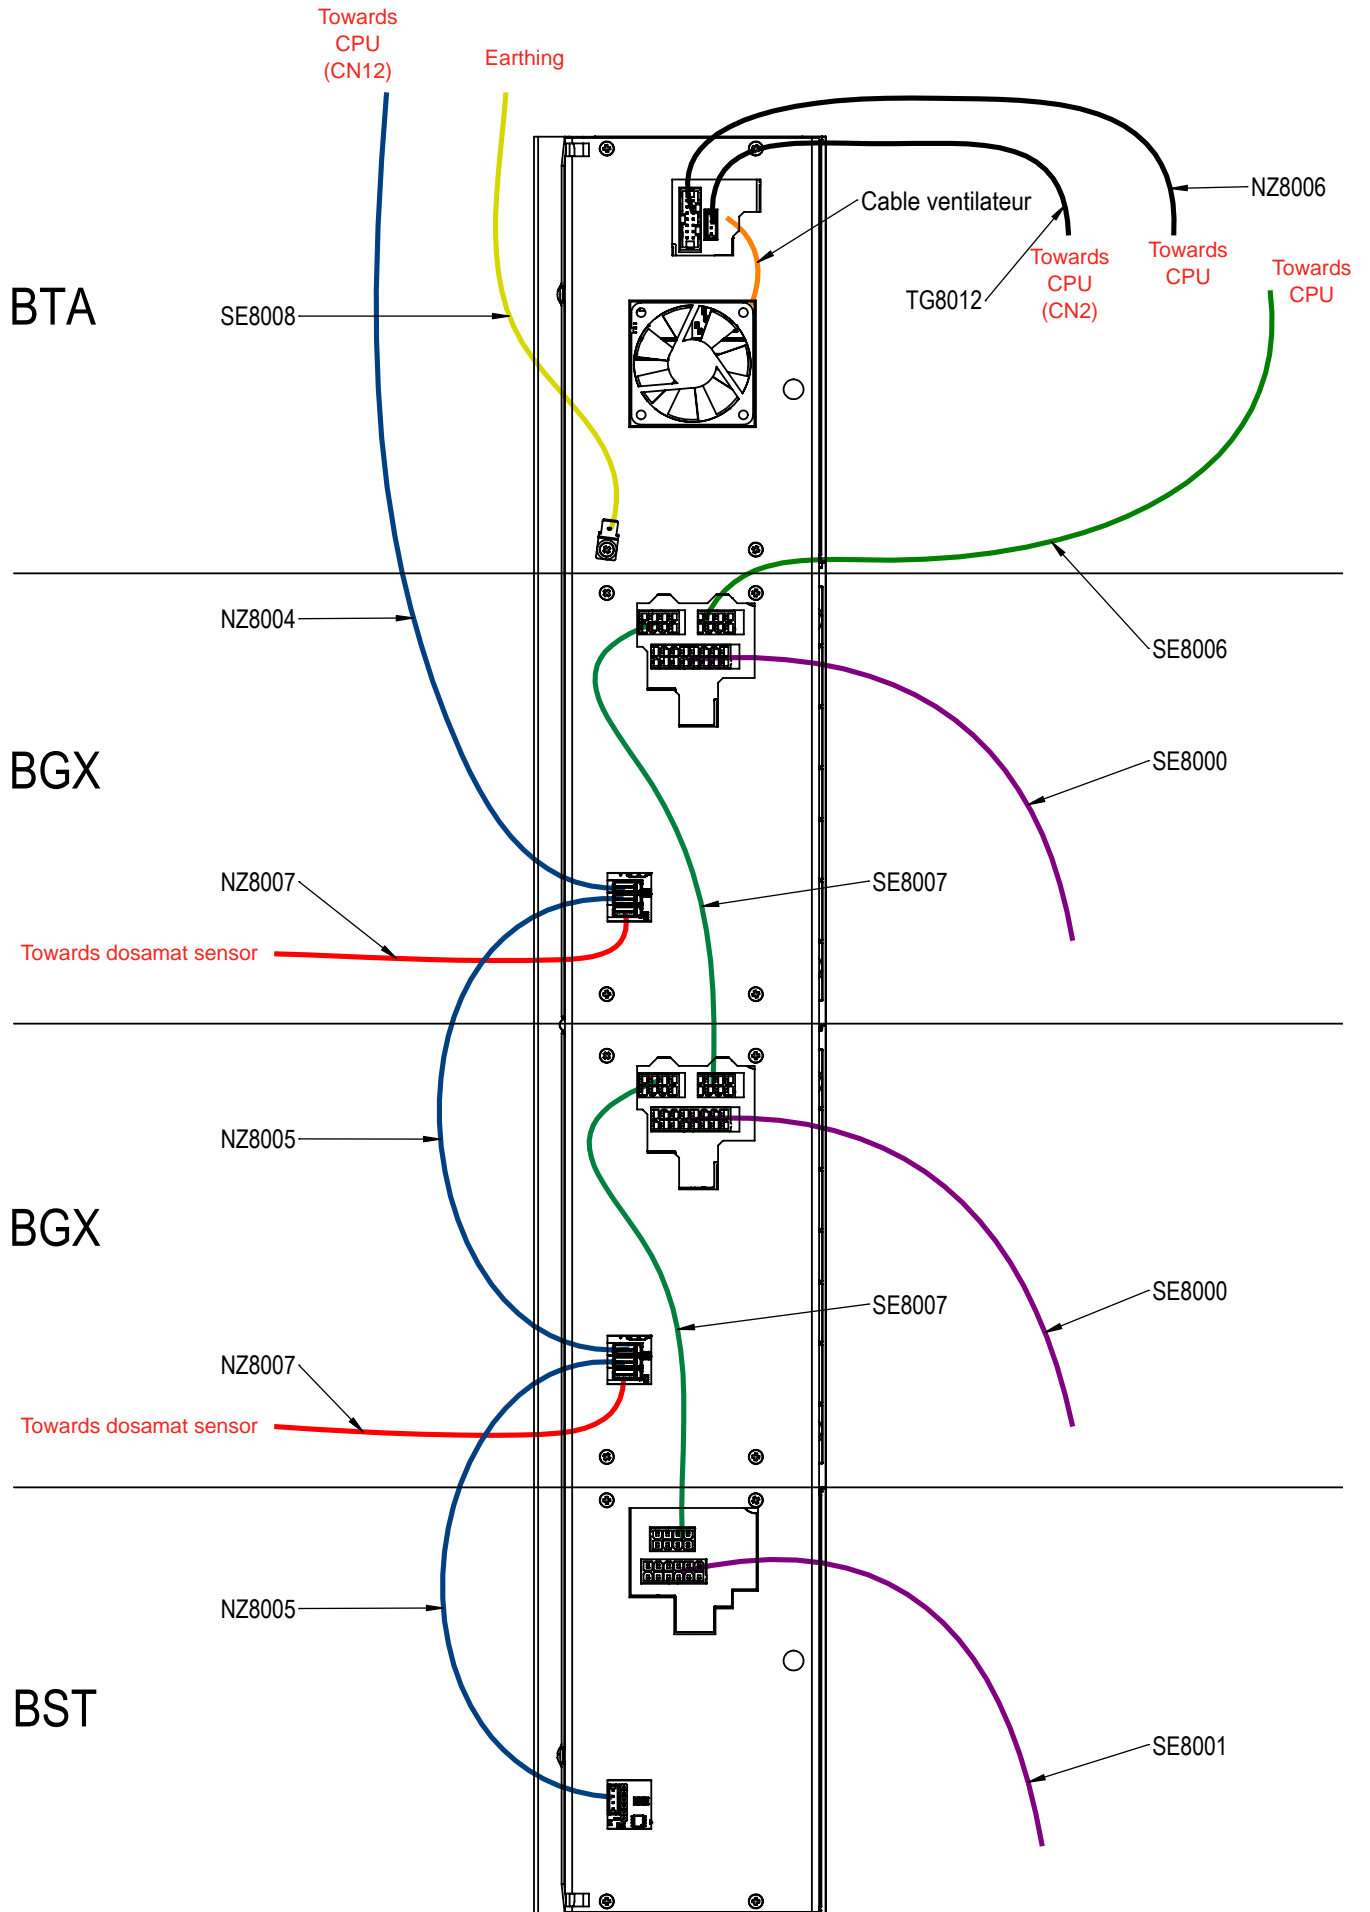 Towards
CPU
(CN12)
Earthing
NZ8006
Cable ventilateur
Towards
CPU
(CN2)
Towards
CPU
Towards
CPU
TG8012
BTA
SE8008
NZ8004
SE8006
BGX
SE8000
NZ8007
SE8007
Towards dosamat sensor
NZ8005
BGX
SE8000
SE8007
NZ8007
Towards dosamat sensor
NZ8005
BST
SE8001